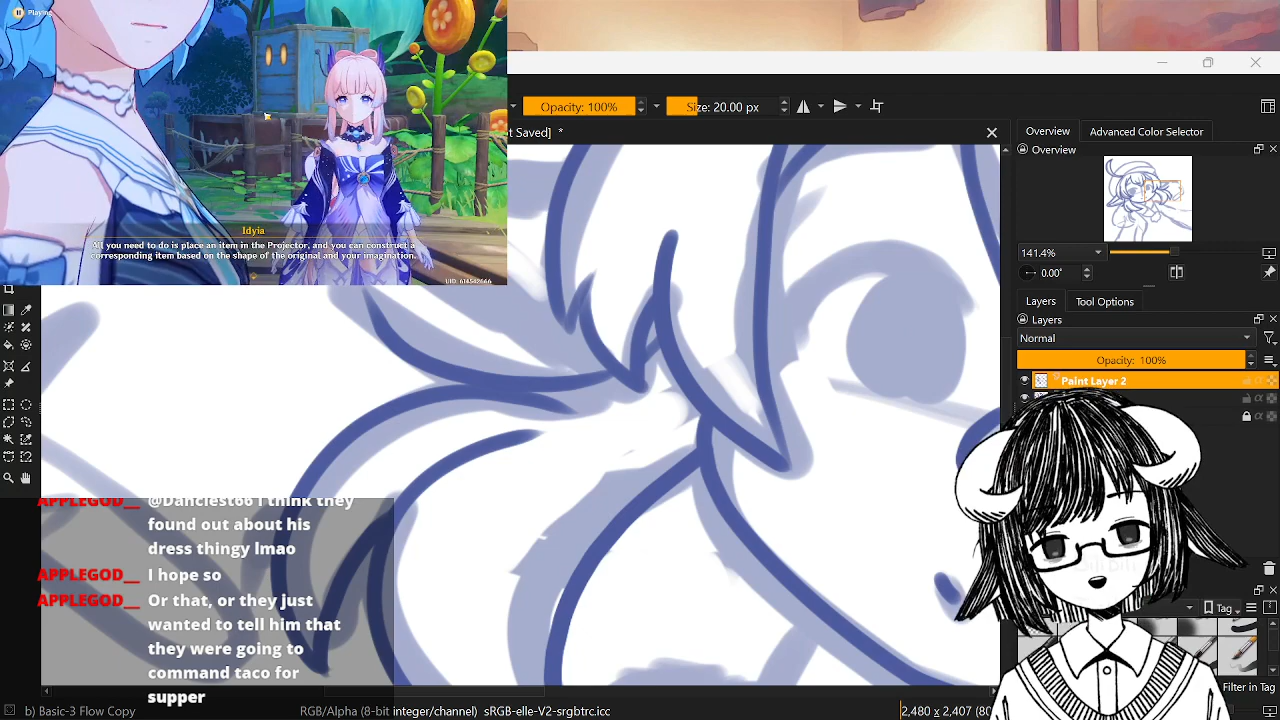 Playing
Idyia
All you need to do is place an item in the Projector, and you can construct a
corresponding item based on the shape of the original and your imagination.
Opacity: 100%
Size: 20.00 px
t Saved] *
Overview
Advanced Color Selector
Overview
141.4%
0.00°
Layers
Tool Options
Layers
Normal
Opacity: 100%
Paint Layer 2
APPLEGOD__ @Danciest66 I think they
found out about his
dress thingy lmao
APPLEGOD__ I hope so
APPLEGOD__ Or that, or they just
wanted to tell him that
they were going to
command taco for
supper
Tag
Filter in Tag
b) Basic-3 Flow Copy
RGB/Alpha (8-bit integer/channel) sRGB-elle-V2-srgbtrc.icc
2,480 x 2,407 (80